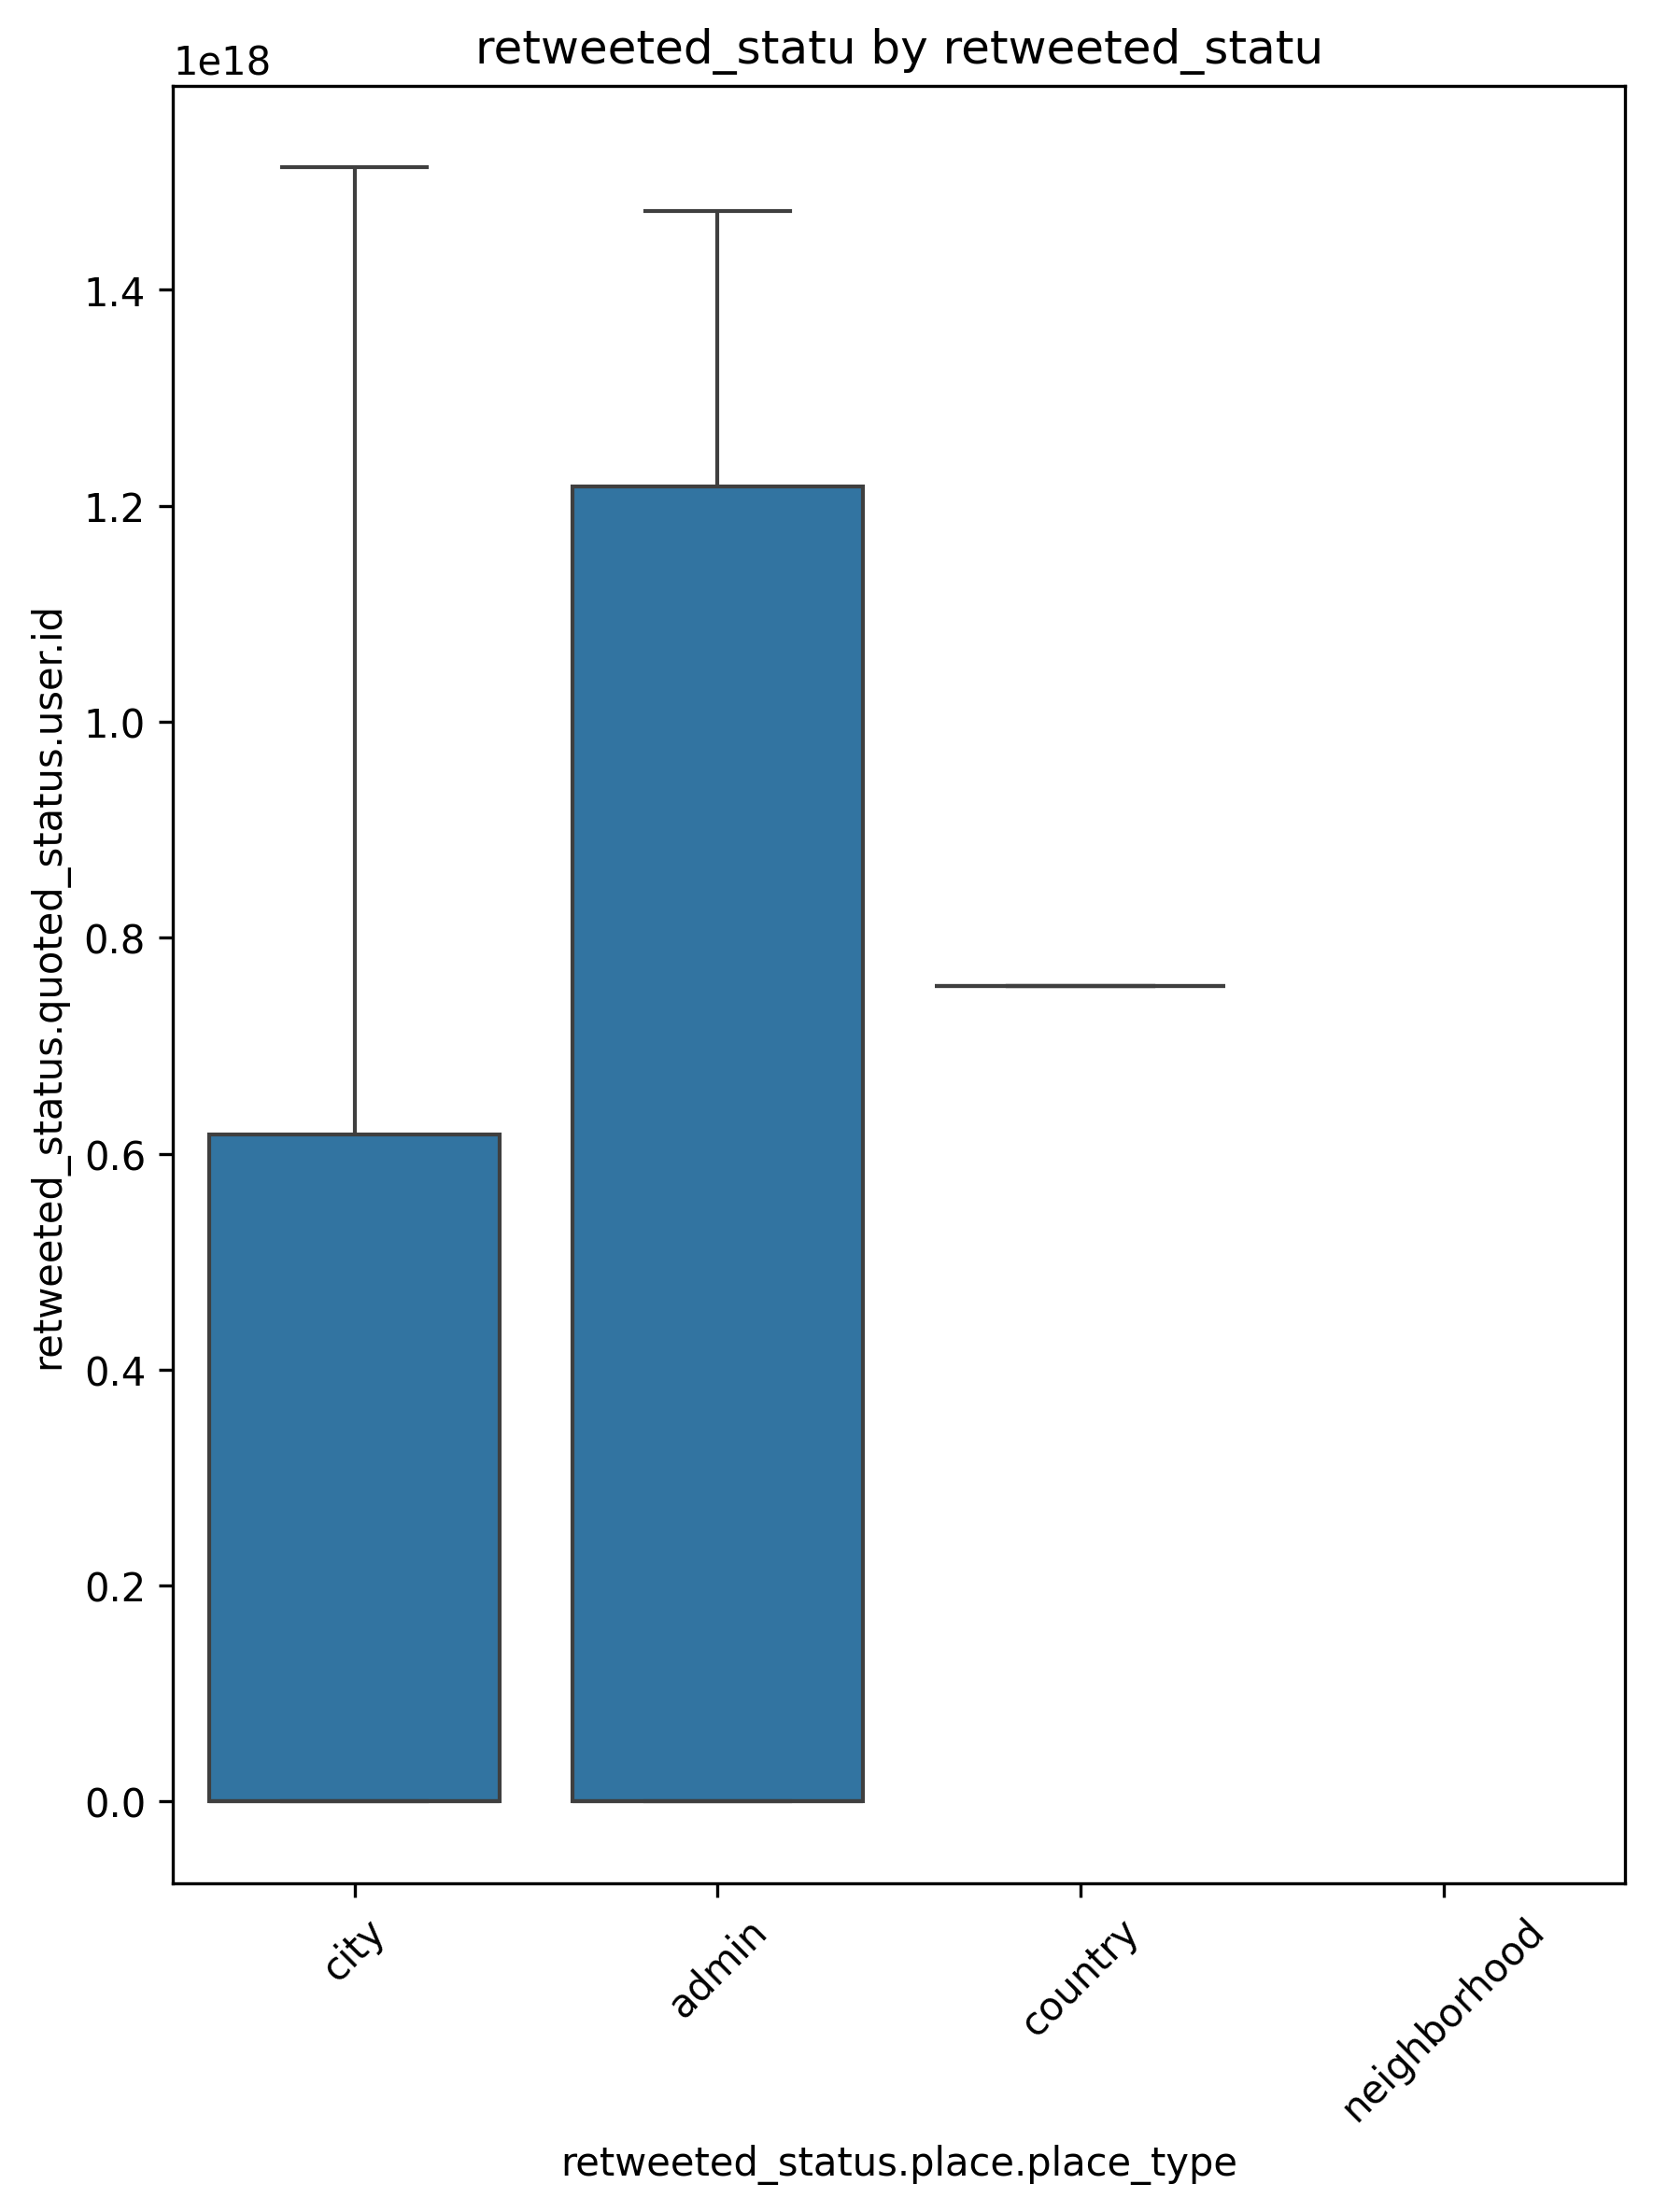 retweeted_statu by retweeted_statu
1e18
1.4
1.2
1.0
0.8
0.6
0.4
0.2
0.0
retweeted_status.quoted_status.user.id
city
admin
country
neighborhood
retweeted_status.place.place_type